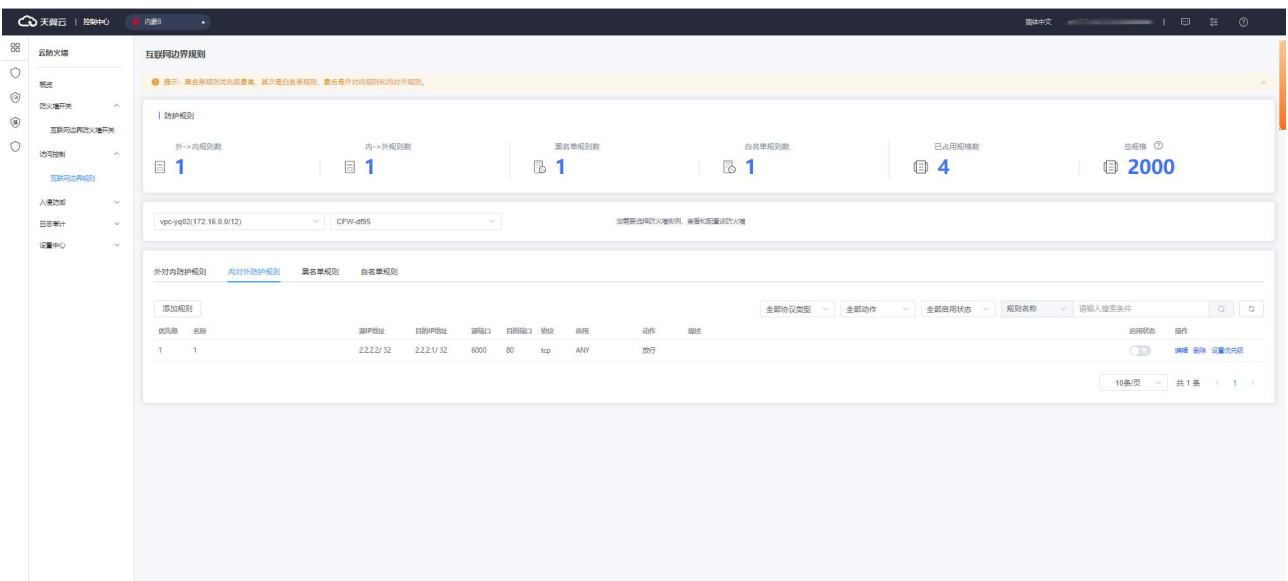 天翼云 | 控制中心 内蒙8 简体中文
云防火墙
概览
防火墙开关
互联网边界防火墙开关
访问控制
互联网边界规则
入侵防御
日志审计
设置中心
互联网边界规则
提示：黑名单规则优先级最高，其次是白名单规则，最后是外对内规则和内对外规则。
防护规则
外->内规则数 内->外规则数 黑名单规则数 白名单规则数 已占用规格数 总规格
1 1 1 1 4 2000
vpc-yq02(172.16.0.0/12) CFW-df95 您需要选择防火墙实例，查看和配置该防火墙
外对内防护规则 内对外防护规则 黑名单规则 白名单规则
添加规则 全部协议类型 全部动作 全部启用状态 规则名称 请输入搜索条件
优先级 名称 源IP地址 目的IP地址 源端口 目的端口 协议 应用 动作 描述 启用状态 操作
1 1 2.2.2.2/ 32 2.2.2.1/ 32 6000 80 tcp ANY 放行 关 编辑 删除 设置优先级
10条/页 共 1 条 1